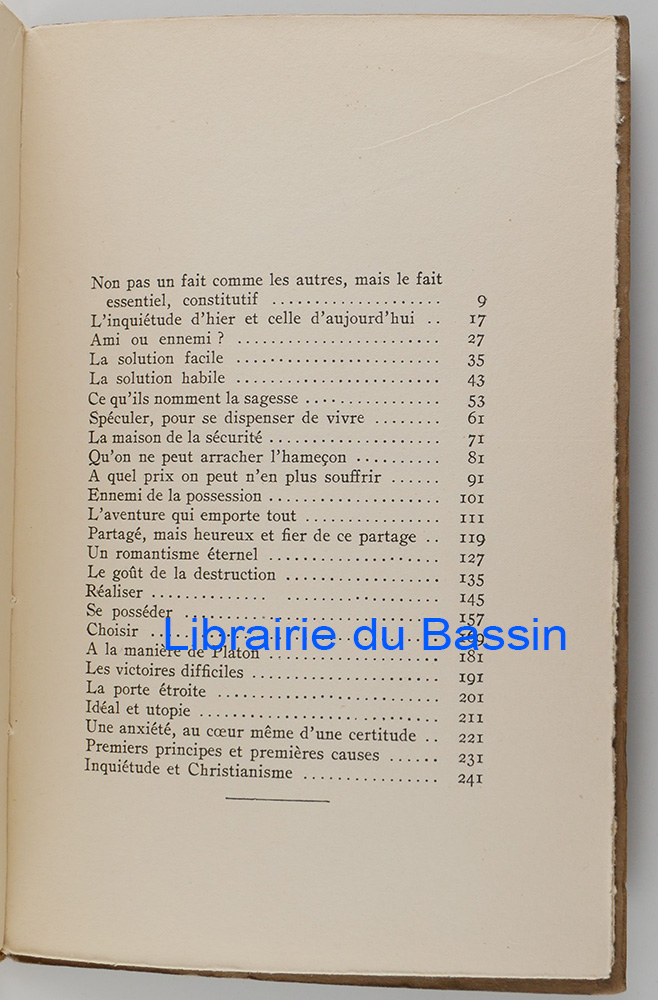 Non pas un fait comme les autres, mais le fait
essentiel, constitutif .................... 9
L'inquiétude d'hier et celle d'aujourd'hui .. 17
Ami ou ennemi ? ........................ 27
La solution facile ........................ 35
La solution habile ........................ 43
Ce qu'ils nomment la sagesse ................ 53
Spéculer, pour se dispenser de vivre ........ 61
La maison de la sécurité .................... 71
Qu'on ne peut arracher l'hameçon .......... 81
A quel prix on peut n'en plus souffrir ...... 91
Ennemi de la possession .................... 101
L'aventure qui emporte tout ................ 111
Partagé, mais heureux et fier de ce partage .. 119
Un romantisme éternel .................... 127
Le goût de la destruction .................. 135
Réaliser .............. .................. 145
Se posséder .............................. 157
Choisir .................................. 169
Librairie du Bassin
A la manière de Platon .................... 181
Les victoires difficiles ...................... 191
La porte étroite .......................... 201
Idéal et utopie ............................ 211
Une anxiété, au cœur même d'une certitude .. 221
Premiers principes et premières causes ...... 231
Inquiétude et Christianisme ................ 241